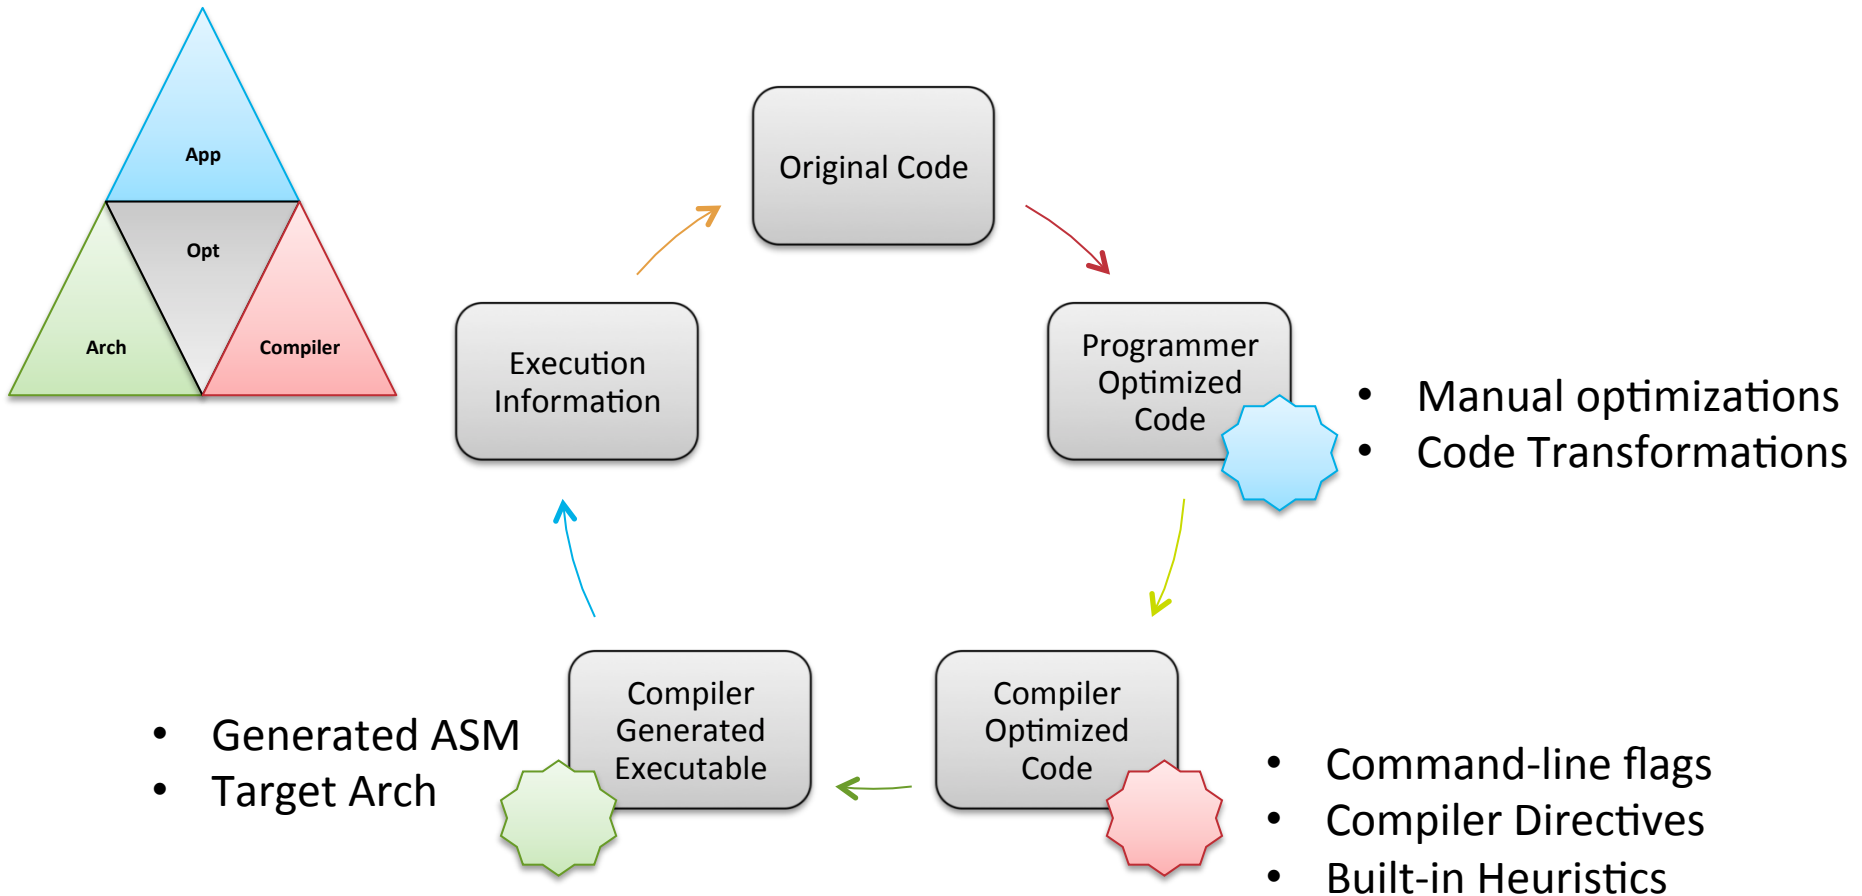 App
Opt
Arch
Compiler
Original Code
Programmer
Optimized
Code
• Manual optimizations
• Code Transformations
Compiler
Optimized
Code
• Command-line flags
• Compiler Directives
• Built-in Heuristics
Compiler
Generated
Executable
• Generated ASM
• Target Arch
Execution
Information